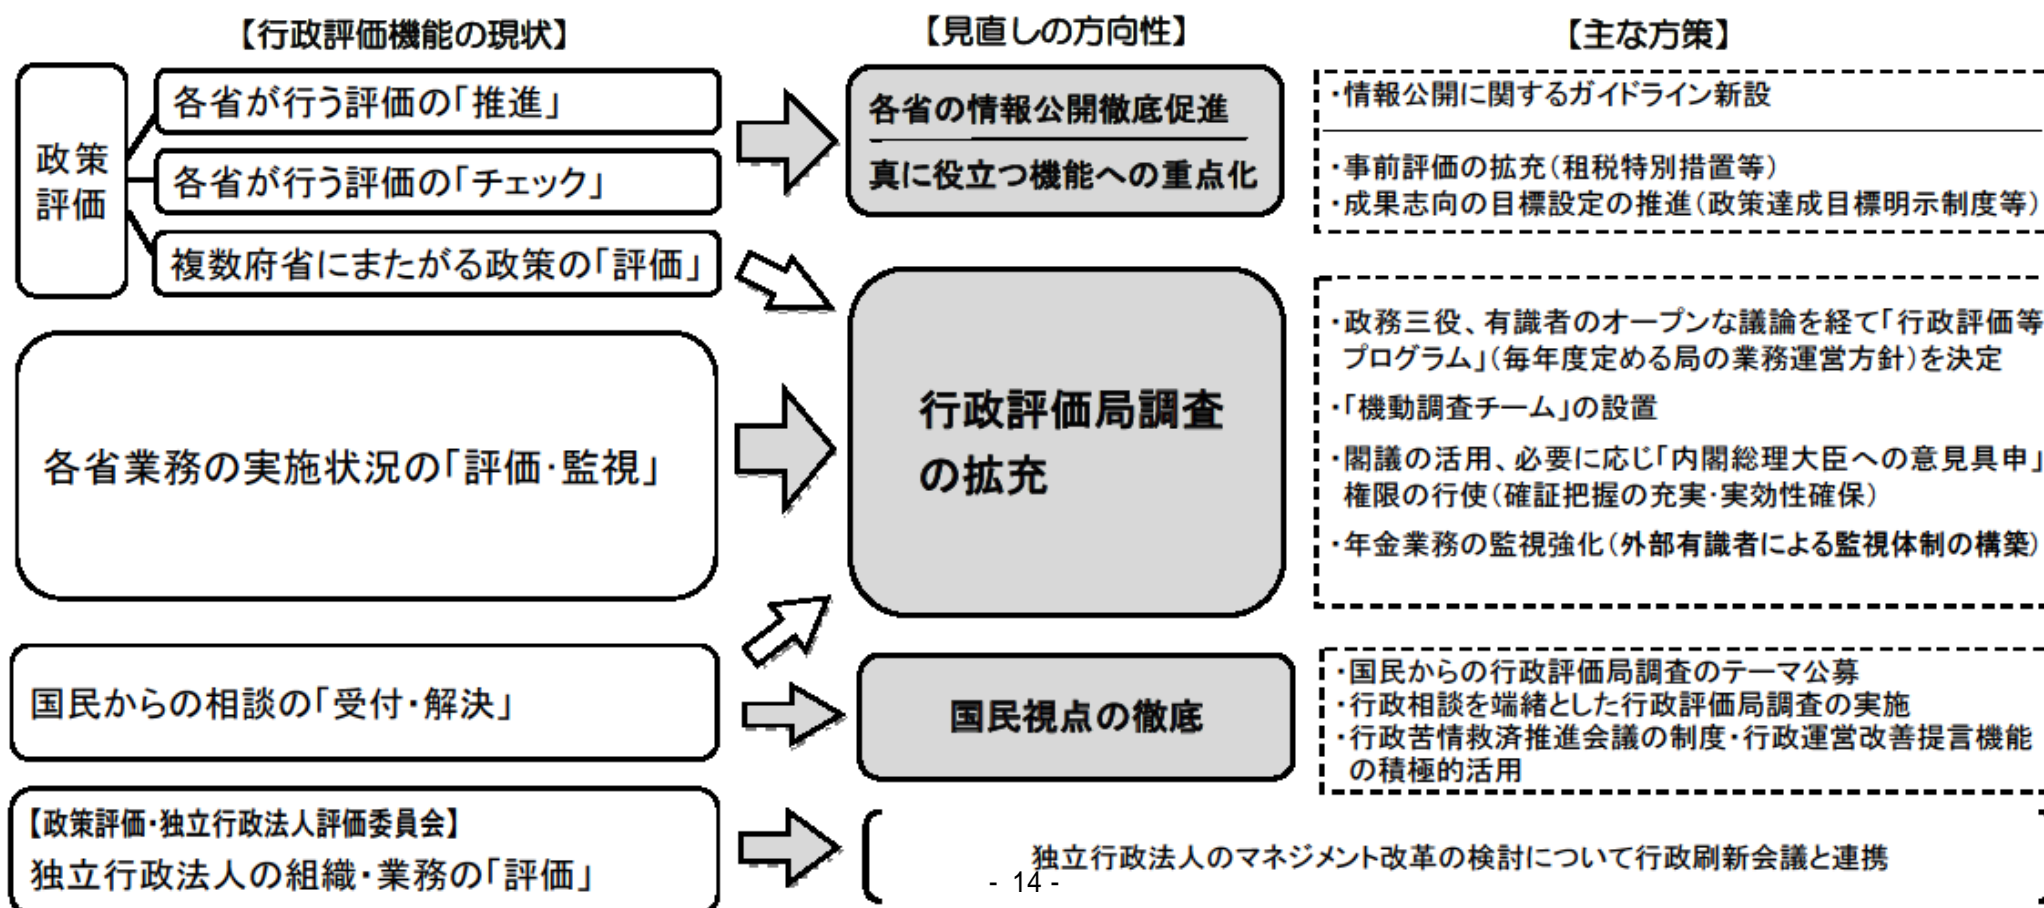 【行政評価機能の現状】
【見直しの方向性】
【主な方策】
政策
評価
各省が行う評価の「推進」
各省が行う評価の「チェック」
複数府省にまたがる政策の「評価」
各省の情報公開徹底促進
真に役立つ機能への重点化
・情報公開に関するガイドライン新設
・事前評価の拡充(租税特別措置等)
・成果志向の目標設定の推進(政策達成目標明示制度等)
各省業務の実施状況の「評価・監視」
行政評価局調査
の拡充
・政務三役、有識者のオープンな議論を経て「行政評価等
プログラム」(毎年度定める局の業務運営方針)を決定
・「機動調査チーム」の設置
・閣議の活用、必要に応じ「内閣総理大臣への意見具申」
権限の行使(確証把握の充実・実効性確保)
・年金業務の監視強化(外部有識者による監視体制の構築)
国民からの相談の「受付・解決」
国民視点の徹底
・国民からの行政評価局調査のテーマ公募
・行政相談を端緒とした行政評価局調査の実施
・行政苦情救済推進会議の制度・行政運営改善提言機能
の積極的活用
【政策評価・独立行政法人評価委員会】
独立行政法人の組織・業務の「評価」
独立行政法人のマネジメント改革の検討について行政刷新会議と連携
- 14 -